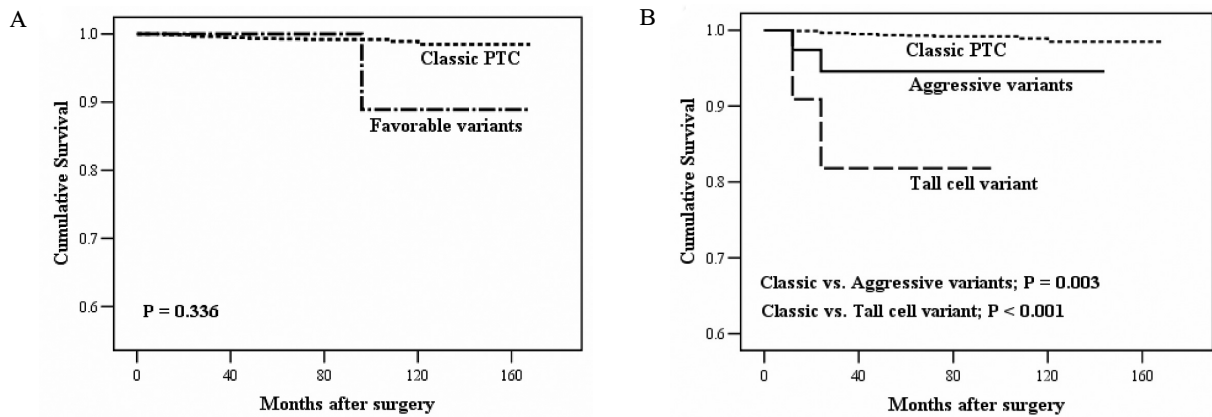 A
Cumulative Survival
1.0
0.9
0.8
0.7
0.6
Classic PTC
Favorable variants
P = 0.336
0 40 80 120 160
Months after surgery
B
Cumulative Survival
1.0
0.9
0.8
0.7
0.6
Classic PTC
Aggressive variants
Tall cell variant
Classic vs. Aggressive variants; P = 0.003
Classic vs. Tall cell variant; P < 0.001
0 40 80 120 160
Months after surgery